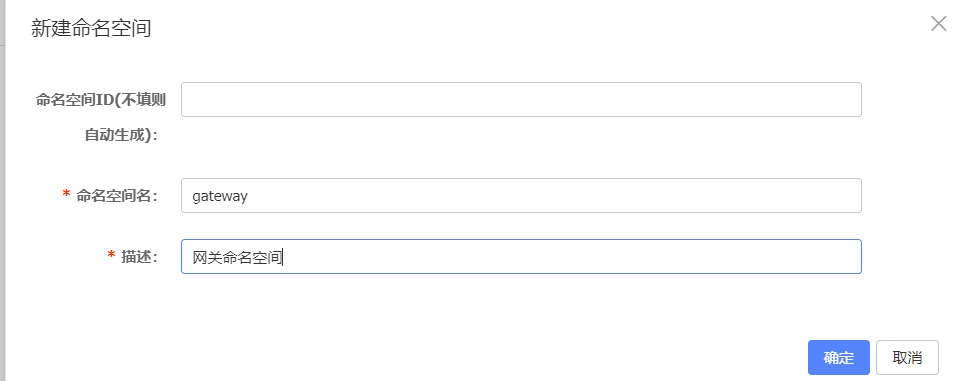 新建命名空间
命名空间ID(不填则
自动生成)：
* 命名空间名： gateway
* 描述： 网关命名空间
确定 取消